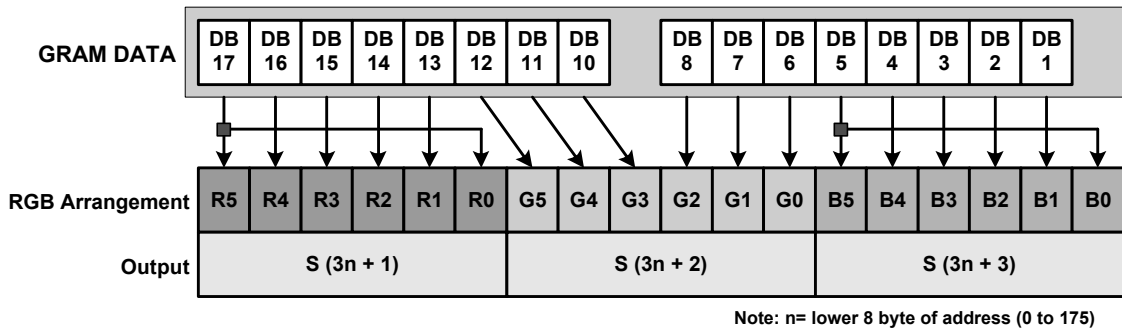 GRAM DATA
DB DB DB DB DB DB DB DB DB DB DB DB DB DB DB DB
17 16 15 14 13 12 11 10 8 7 6 5 4 3 2 1
RGB Arrangement R5 R4 R3 R2 R1 R0 G5 G4 G3 G2 G1 G0 B5 B4 B3 B2 B1 B0
Output S (3n + 1) S (3n + 2) S (3n + 3)
Note: n= lower 8 byte of address (0 to 175)